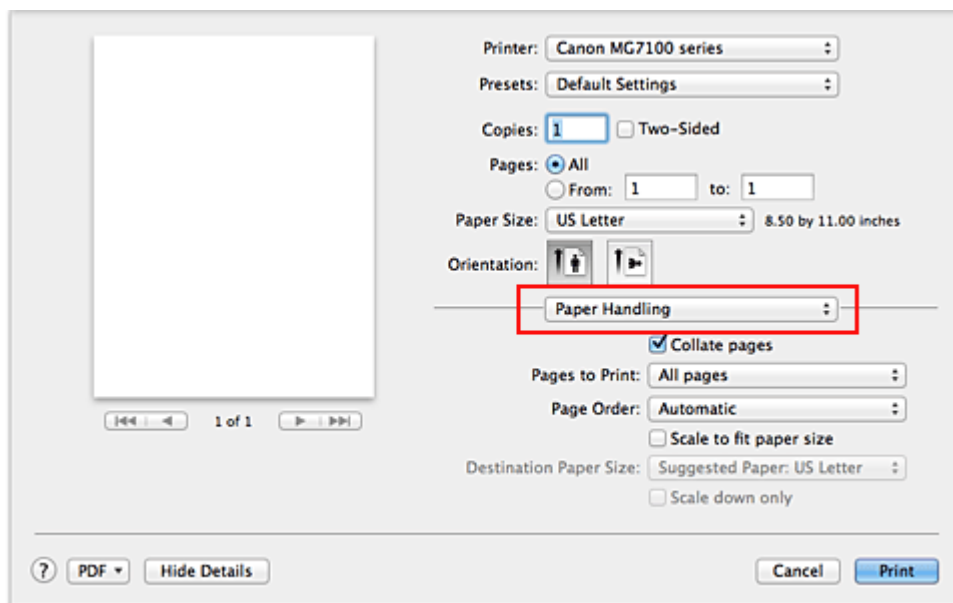 Printer: Canon MG7100 series
Presets: Default Settings
Copies: 1 Two-Sided
Pages: All
From: 1 to: 1
Paper Size: US Letter 8.50 by 11.00 inches
Orientation:
Paper Handling
Collate pages
Pages to Print: All pages
1 of 1
Page Order: Automatic
Scale to fit paper size
Destination Paper Size: Suggested Paper: US Letter
Scale down only
? PDF Hide Details Cancel Print